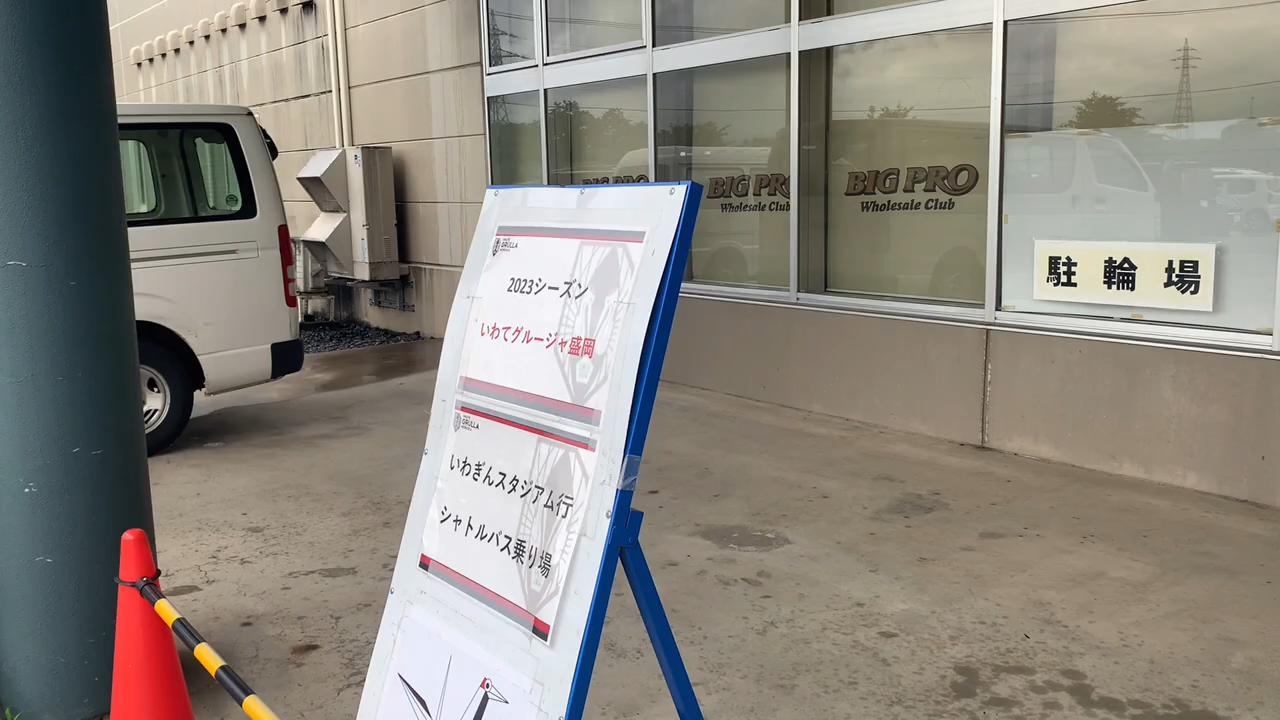 GRULLA
2023シーズン
いわてグルージャ盛岡
GRULLA
いわぎんスタジアム行
シャトルバス乗り場
BIG PRO
BIG PRO
Wholesale Club
BIG PRO
Wholesale Club
駐輪場